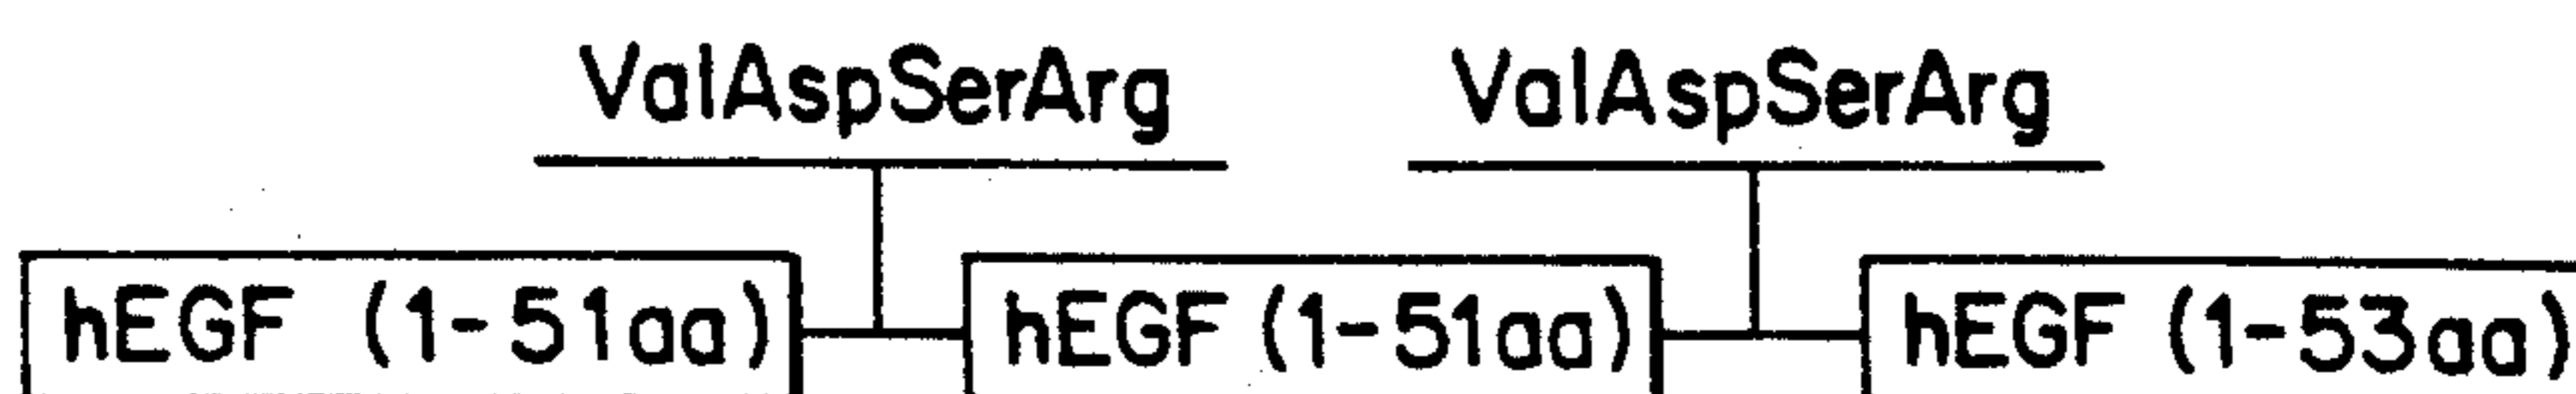 ValAspSerArg ValAspSerArg
hEGF (1-51aa) hEGF (1-51aa) hEGF (1-53aa)